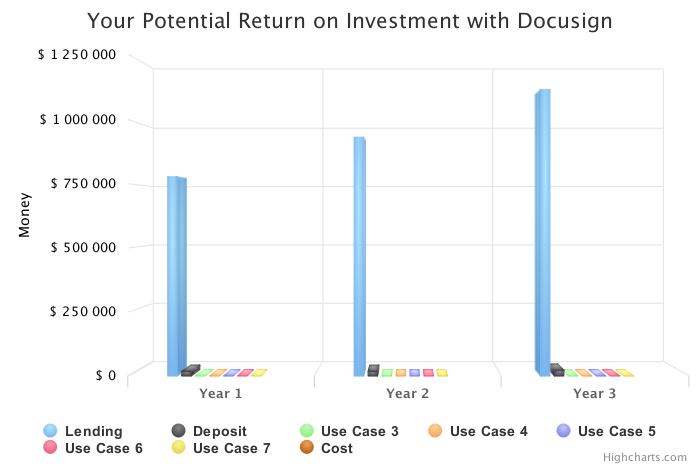 Your Potential Return on Investment with Docusign
$ 1 250 000
$ 1 000 000
$ 750 000
$ 500 000
$ 250 000
$ 0
Money
Year 1 Year 2 Year 3
Lending Deposit Use Case 3 Use Case 4 Use Case 5
Use Case 6 Use Case 7 Cost
Highcharts.com